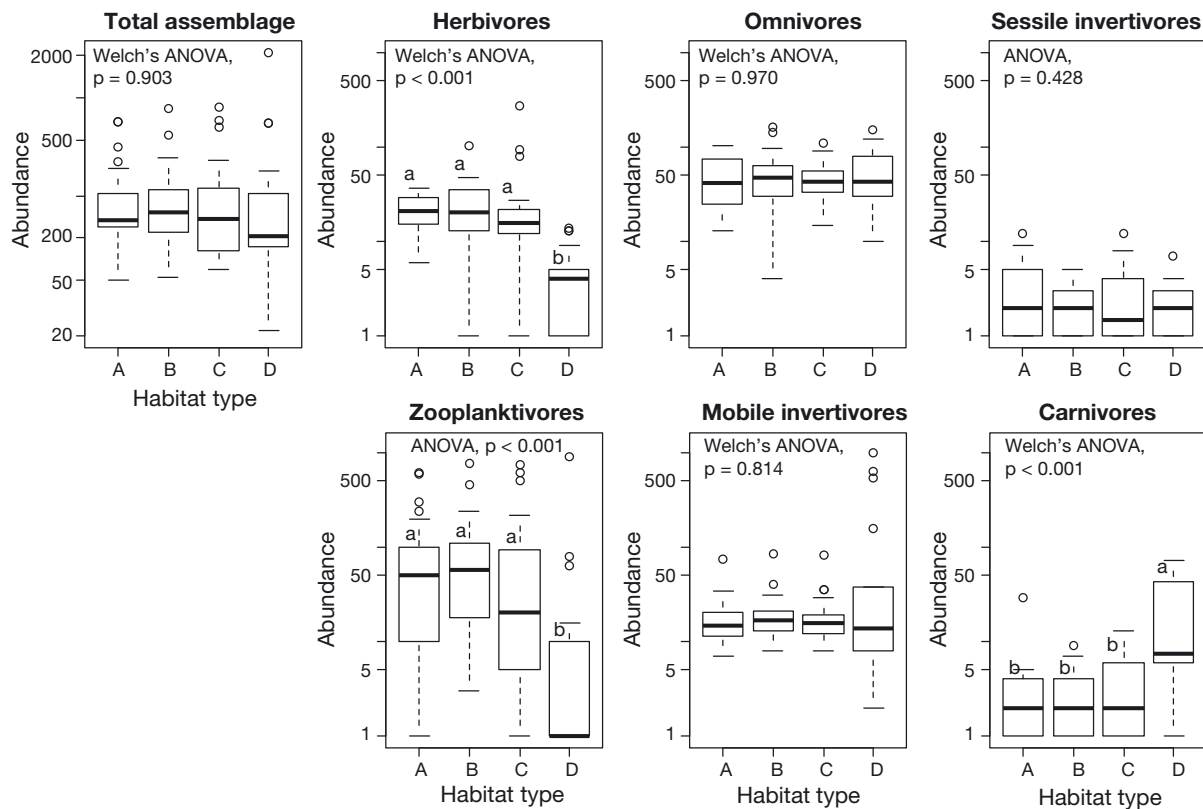 Total assemblage
Welch's ANOVA,
p = 0.903
2000
500
200
50
20
Abundance
A B C D
Habitat type
Herbivores
Welch's ANOVA,
p < 0.001
500
50
5
1
Abundance
a a a b
A B C D
Omnivores
Welch's ANOVA,
p = 0.970
500
50
5
1
Abundance
A B C D
Sessile invertivores
ANOVA,
p = 0.428
500
50
5
1
Abundance
A B C D
Zooplanktivores
ANOVA, p < 0.001
500
50
5
1
Abundance
a a a b
A B C D
Habitat type
Mobile invertivores
Welch's ANOVA,
p = 0.814
500
50
5
1
Abundance
A B C D
Habitat type
Carnivores
Welch's ANOVA,
p < 0.001
500
50
5
1
Abundance
b b b a
A B C D
Habitat type